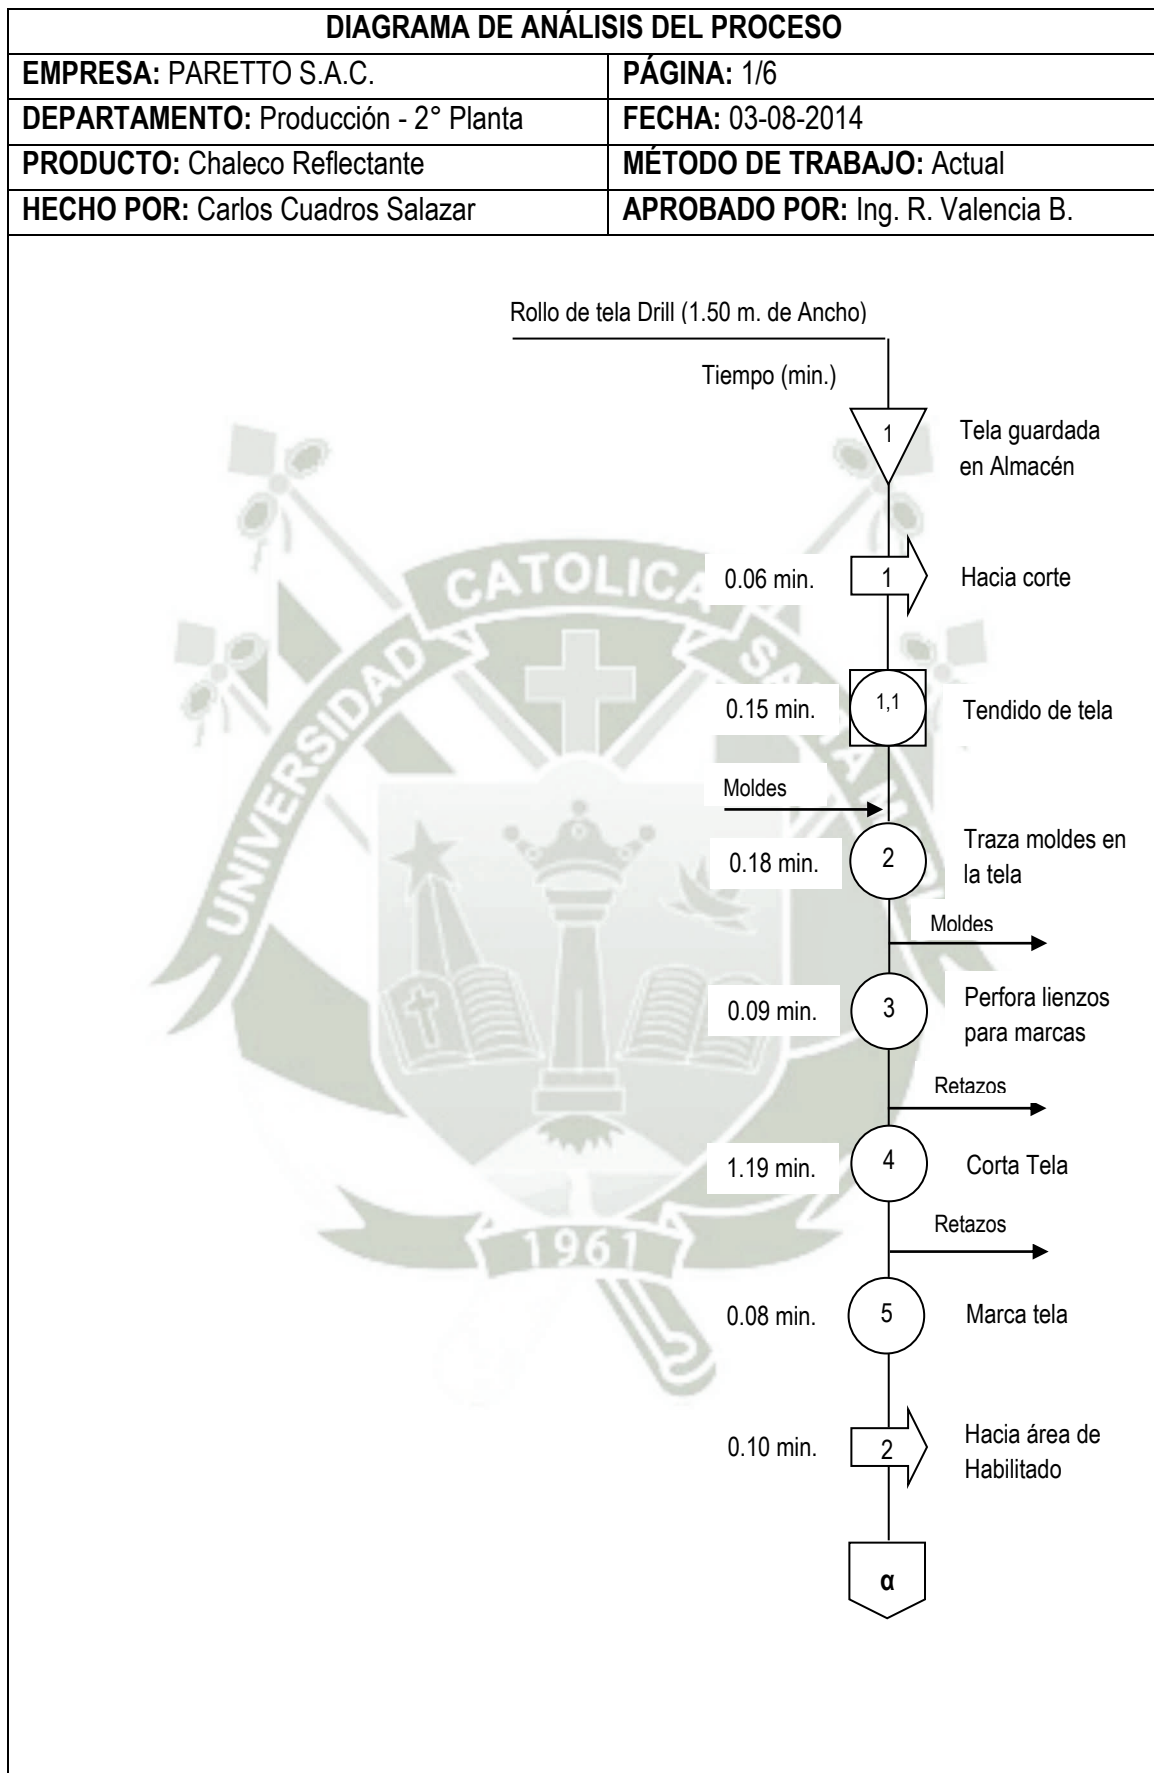 DIAGRAMA DE ANÁLISIS DEL PROCESO
EMPRESA: PARETTO S.A.C.
PÁGINA: 1/6
DEPARTAMENTO: Producción - 2° Planta
FECHA: 03-08-2014
PRODUCTO: Chaleco Reflectante
MÉTODO DE TRABAJO: Actual
HECHO POR: Carlos Cuadros Salazar
APROBADO POR: Ing. R. Valencia B.
Rollo de tela Drill (1.50 m. de Ancho)
Tiempo (min.)
1
Tela guardada
en Almacén
0.06 min.
1
Hacia corte
0.15 min.
1,1
Tendido de tela
Moldes
0.18 min.
2
Traza moldes en
la tela
Moldes
0.09 min.
3
Perfora lienzos
para marcas
Retazos
1.19 min.
4
Corta Tela
Retazos
0.08 min.
5
Marca tela
0.10 min.
2
Hacia área de
Habilitado
α
UNIVERSIDAD
CATOLICA
1961